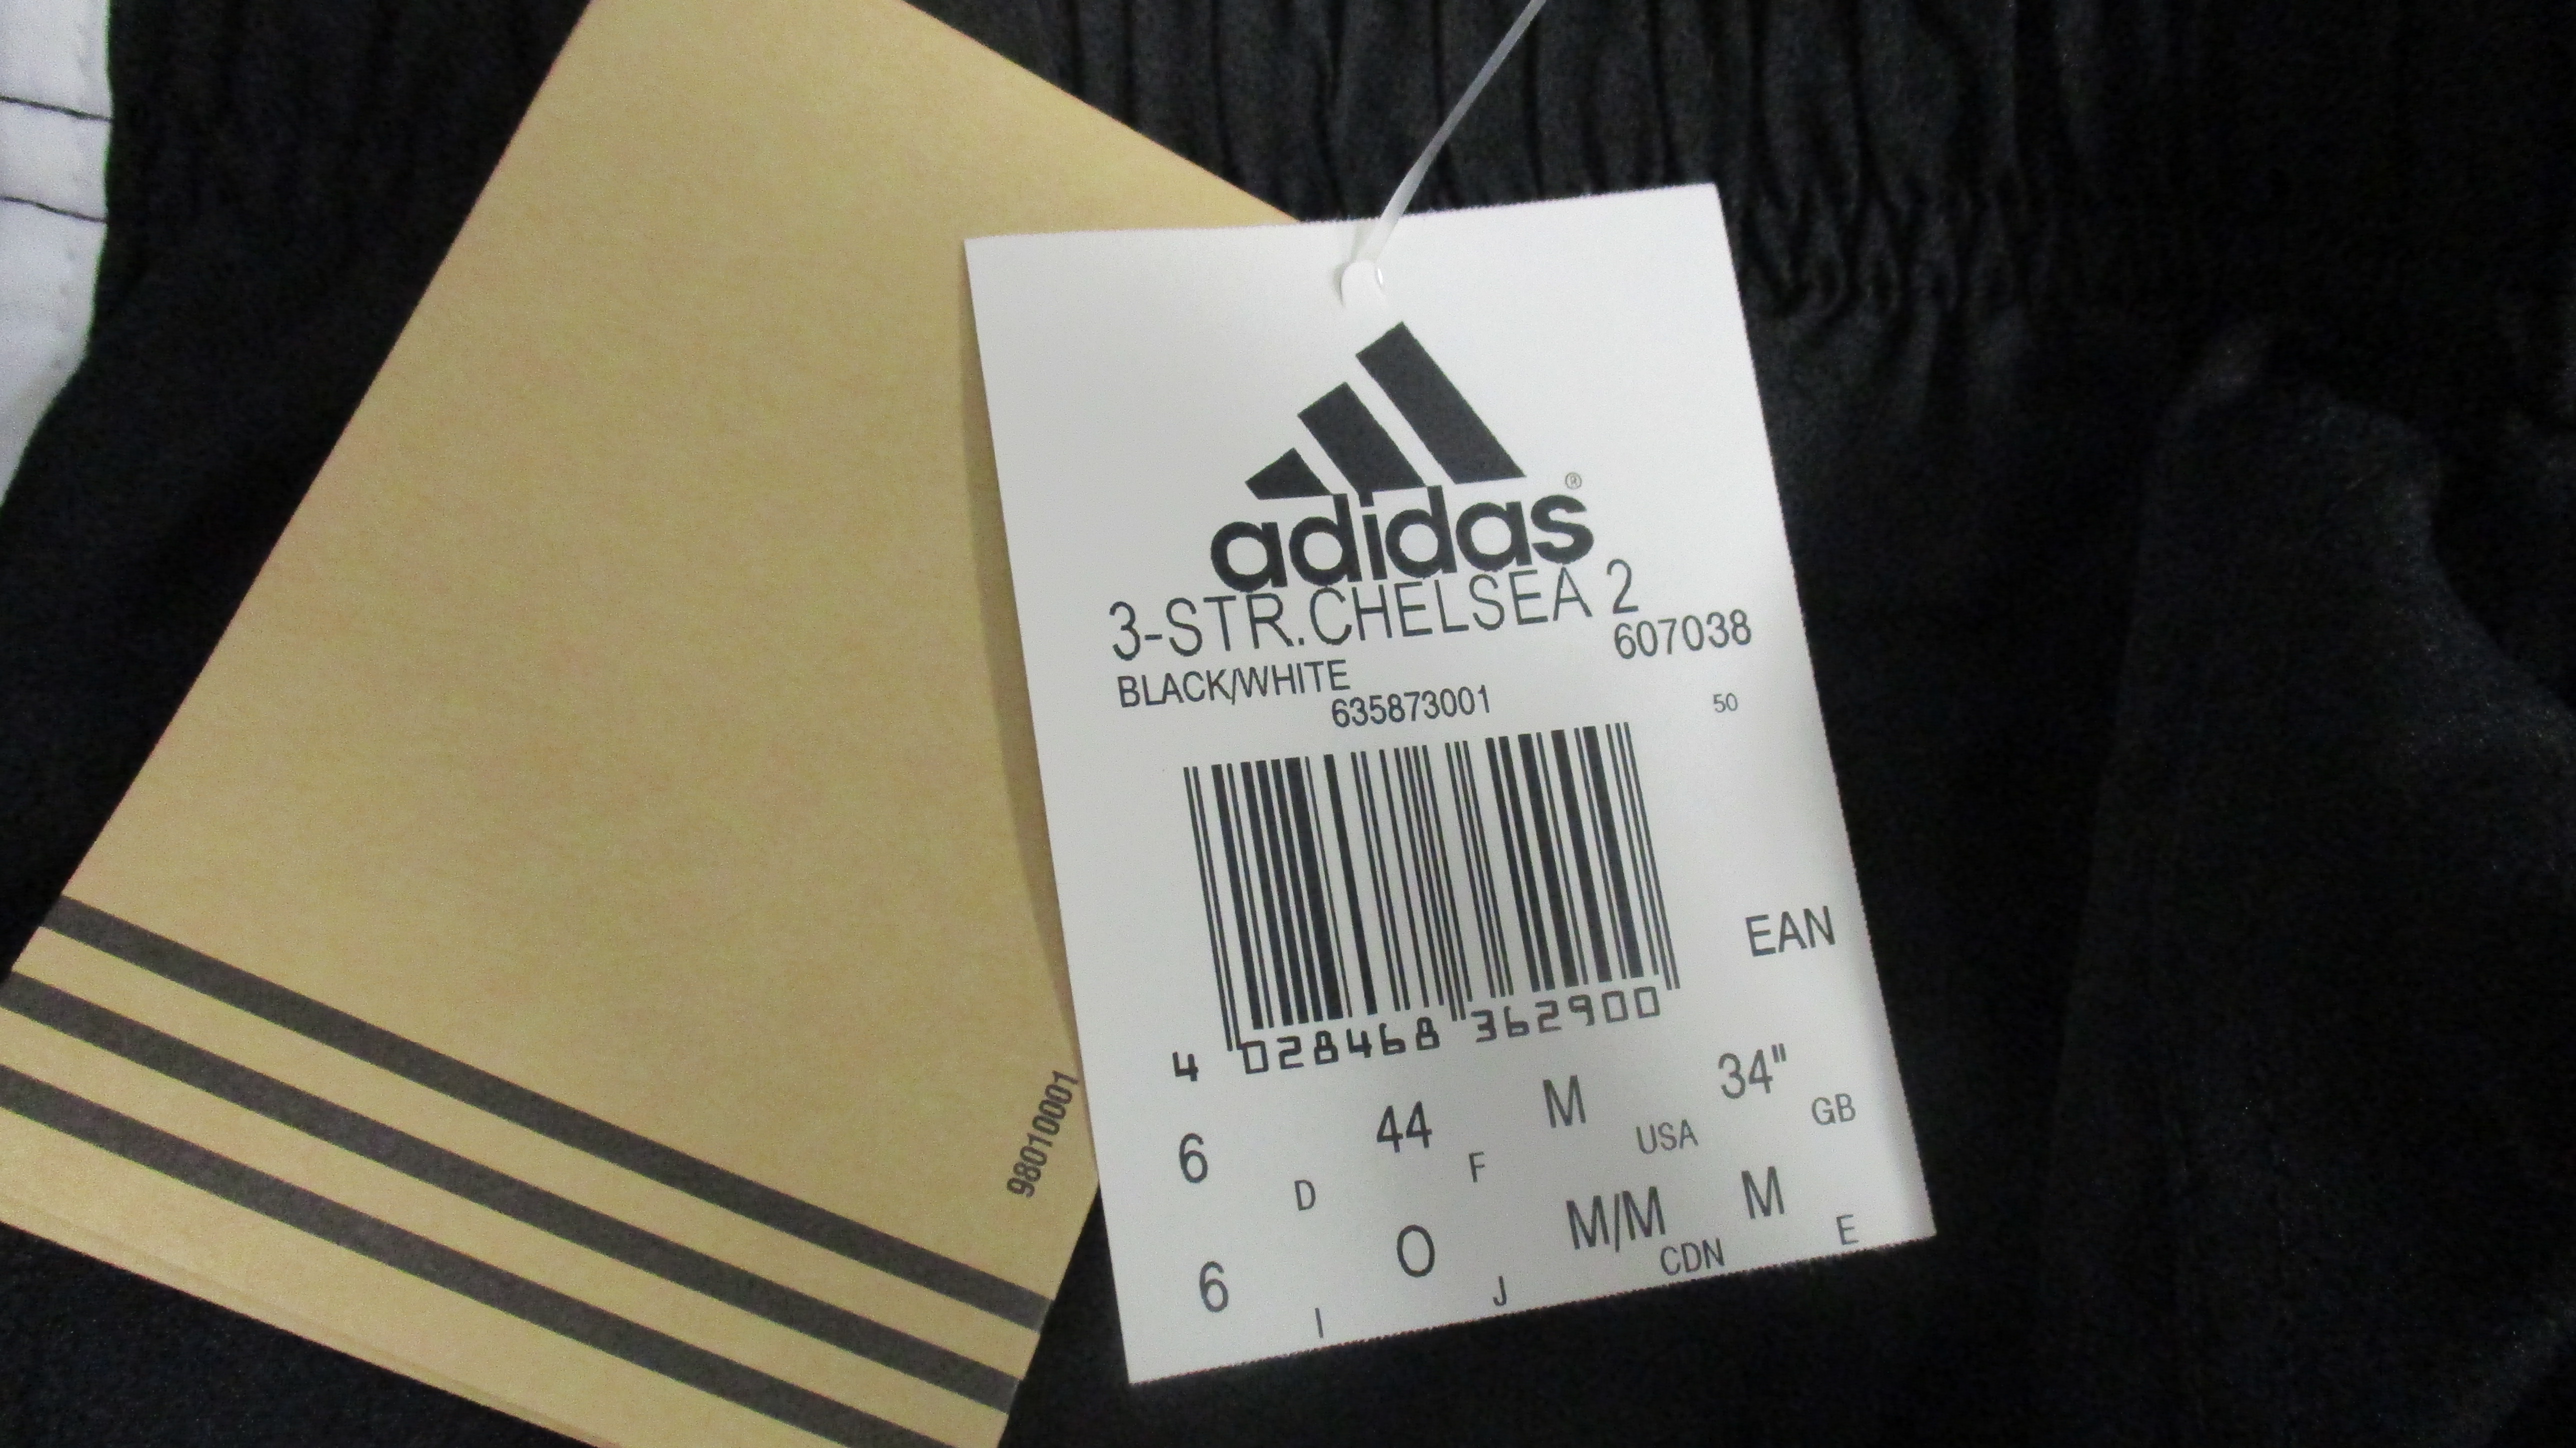 adidas®
3-STR.CHELSEA 2
607038
BLACK/WHITE
635873001
50
EAN
4 028468 362900
6 D 44 F M USA 34" GB
6 I O J M/M CDN M E
98010001